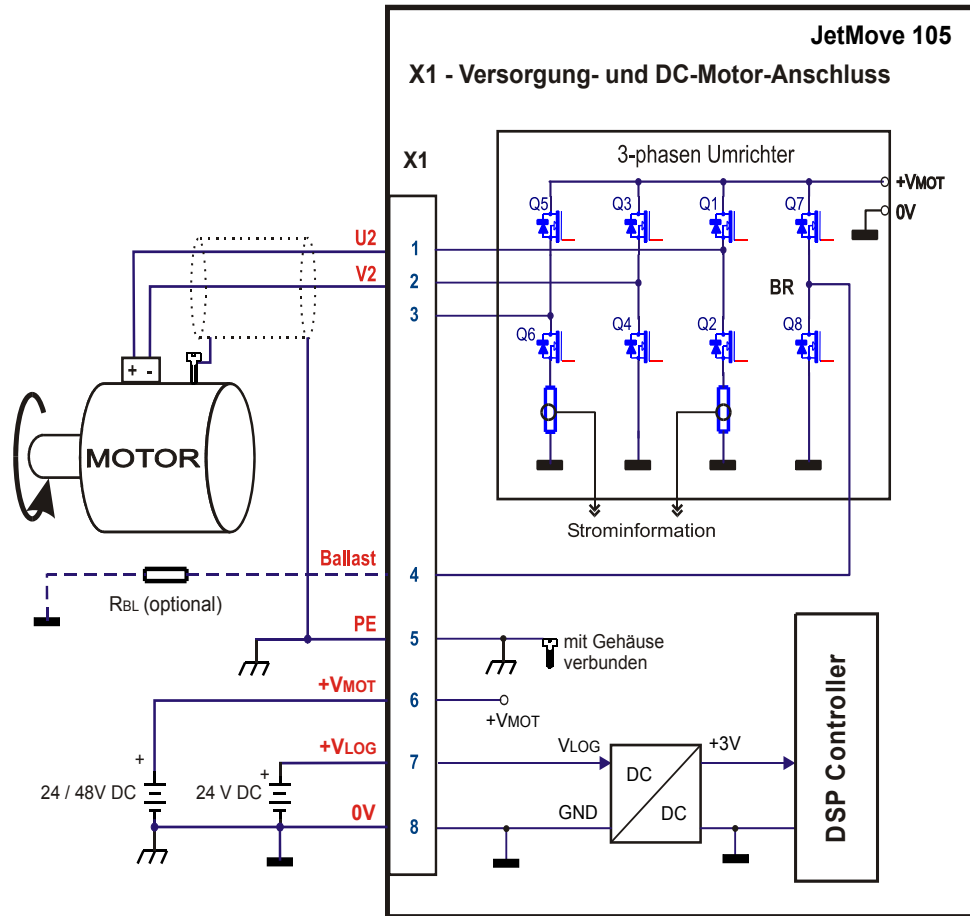 JetMove 105
X1 - Versorgung- und DC-Motor-Anschluss
X1
3-phasen Umrichter
+VMOT
0V
Q5
Q3
Q1
Q7
U2
1
V2
2
3
BR
Q6
Q4
Q2
Q8
+ -
MOTOR
Strominformation
Ballast
4
RBL (optional)
PE
5
mit Gehäuse
verbunden
+VMOT
6
+VMOT
+VLOG
7
VLOG
+3V
+
24 / 48V DC
+
24 V DC
DC
DC
GND
0V
8
DSP Controller